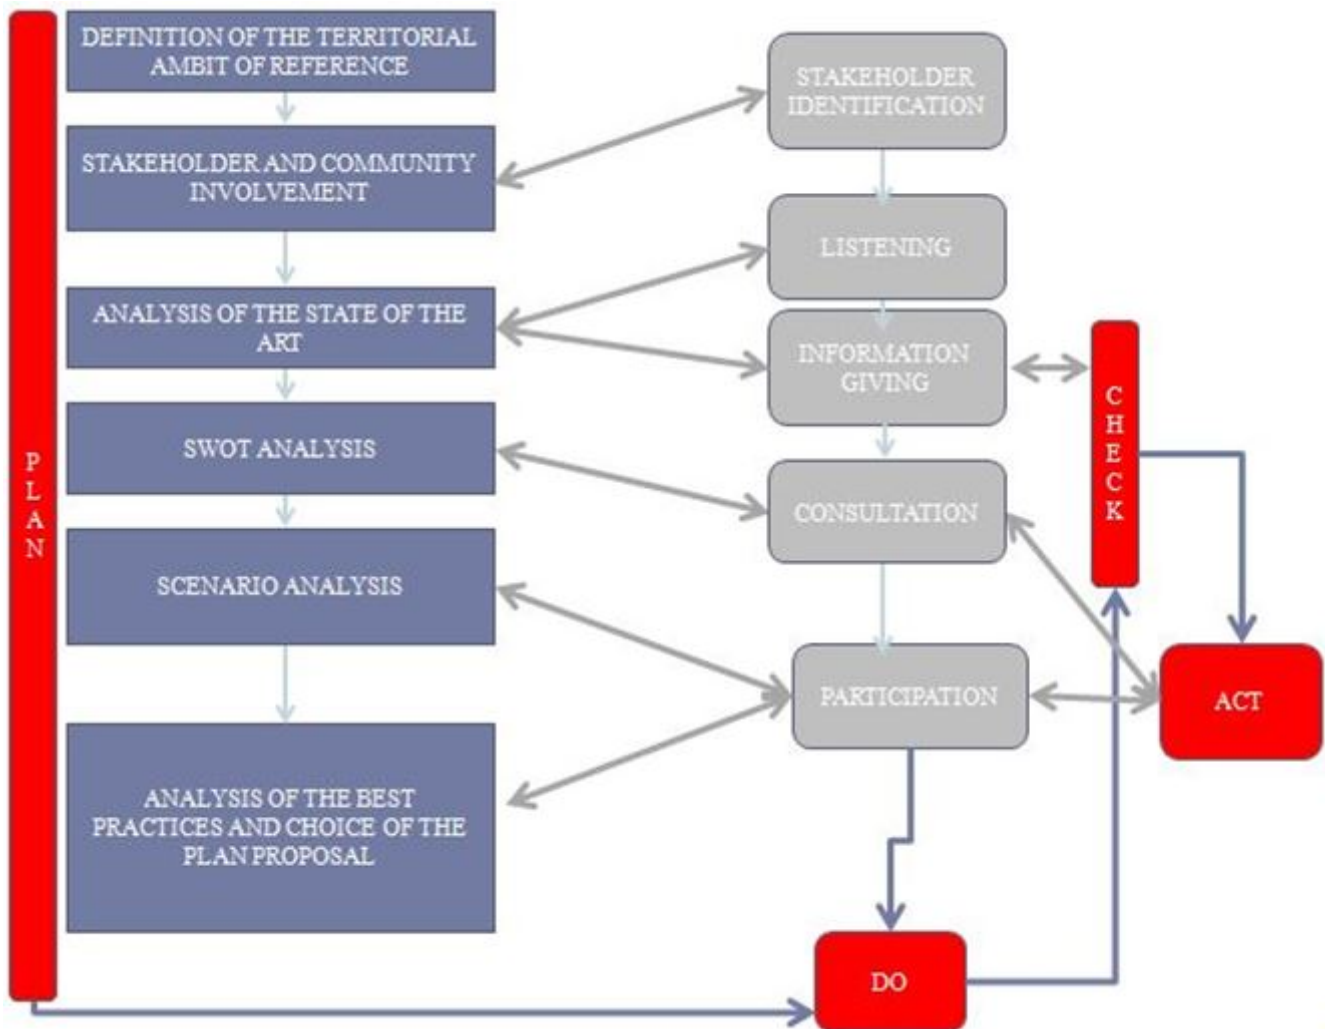 PLAN
DEFINITION OF THE TERRITORIAL
AMBIT OF REFERENCE
STAKEHOLDER AND COMMUNITY
INVOLVEMENT
ANALYSIS OF THE STATE OF THE
ART
SWOT ANALYSIS
SCENARIO ANALYSIS
ANALYSIS OF THE BEST
PRACTICES AND CHOICE OF THE
PLAN PROPOSAL
STAKEHOLDER
IDENTIFICATION
LISTENING
INFORMATION
GIVING
CONSULTATION
PARTICIPATION
DO
CHECK
ACT